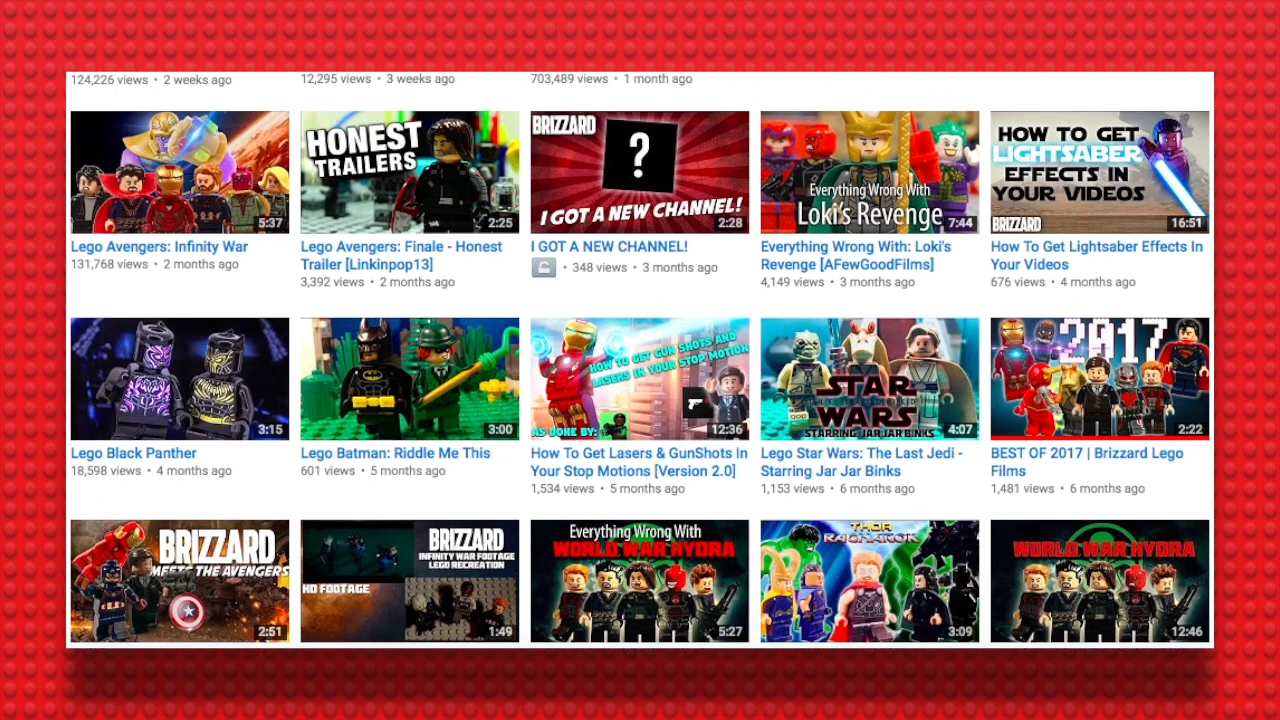 124,226 views • 2 weeks ago
12,295 views • 3 weeks ago
703,489 views • 1 month ago
5:37
HONEST
TRAILERS
2:25
BRIZZARD
?
I GOT A NEW CHANNEL!
2:28
Everything Wrong With
Loki's Revenge
7:44
HOW TO GET
LIGHTSABER
EFFECTS IN
YOUR VIDEOS
BRIZZARD
16:51
Lego Avengers: Infinity War
131,768 views • 2 months ago
Lego Avengers: Finale - Honest
Trailer [Linkinpop13]
3,392 views • 2 months ago
I GOT A NEW CHANNEL!
• 348 views • 3 months ago
Everything Wrong With: Loki's
Revenge [AFewGoodFilms]
4,149 views • 3 months ago
How To Get Lightsaber Effects In
Your Videos
676 views • 4 months ago
3:15
3:00
HOW TO GET GUN SHOTS AND
LASERS IN YOUR STOP MOTION
AS DONE BY:
12:36
STAR
WARS
STARRING JAR JAR BINKS
4:07
2017
2:22
Lego Black Panther
18,598 views • 4 months ago
Lego Batman: Riddle Me This
601 views • 5 months ago
How To Get Lasers & GunShots In
Your Stop Motions [Version 2.0]
1,534 views • 5 months ago
Lego Star Wars: The Last Jedi -
Starring Jar Jar Binks
1,153 views • 6 months ago
BEST OF 2017 | Brizzard Lego
Films
1,481 views • 6 months ago
BRIZZARD
MEETS THE AVENGERS
2:51
BRIZZARD
INFINITY WAR FOOTAGE
LEGO RECREATION
HD FOOTAGE
1:49
Everything Wrong With
WORLD WAR HYDRA
5:27
THOR
RAGNAROK
3:09
WORLD WAR HYDRA
12:46